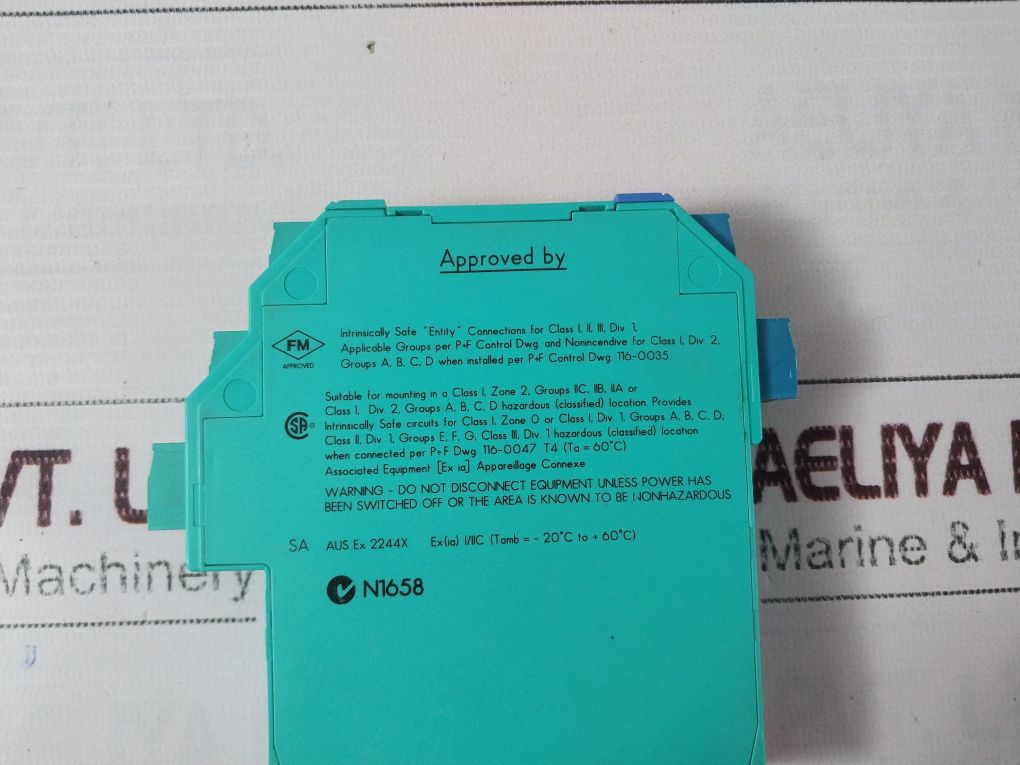 Approved by
Intrinsically Safe "Entity" Connections for Class I, II, III, Div. 1,
Applicable Groups per P+F Control Dwg. and Nonincendive for Class I, Div. 2,
Groups A, B, C, D when installed per P+F Control Dwg. 116-0035
FM
APPROVED
Suitable for mounting in a Class I, Zone 2, Groups IIC, IIB, IIA or
Class I, Div. 2, Groups A, B, C, D hazardous (classified) location. Provides
Intrinsically Safe circuits for Class I, Zone 0 or Class I, Div. 1, Groups A, B, C, D;
Class II, Div. 1, Groups E, F, G; Class III, Div. 1 hazardous (classified) location
when connected per P+F Dwg. 116-0047. T4 (Ta = 60°C)
Associated Equipment [Ex ia] Appareillage Connexe
SA ®
WARNING - DO NOT DISCONNECT EQUIPMENT UNLESS POWER HAS
BEEN SWITCHED OFF OR THE AREA IS KNOWN TO BE NONHAZARDOUS.
SA AUS Ex 2244X Ex(ia) I/IIC (Tamb = - 20°C to + 60°C)
N1658
VT. L
AELIYA
Machinery
Marine & In